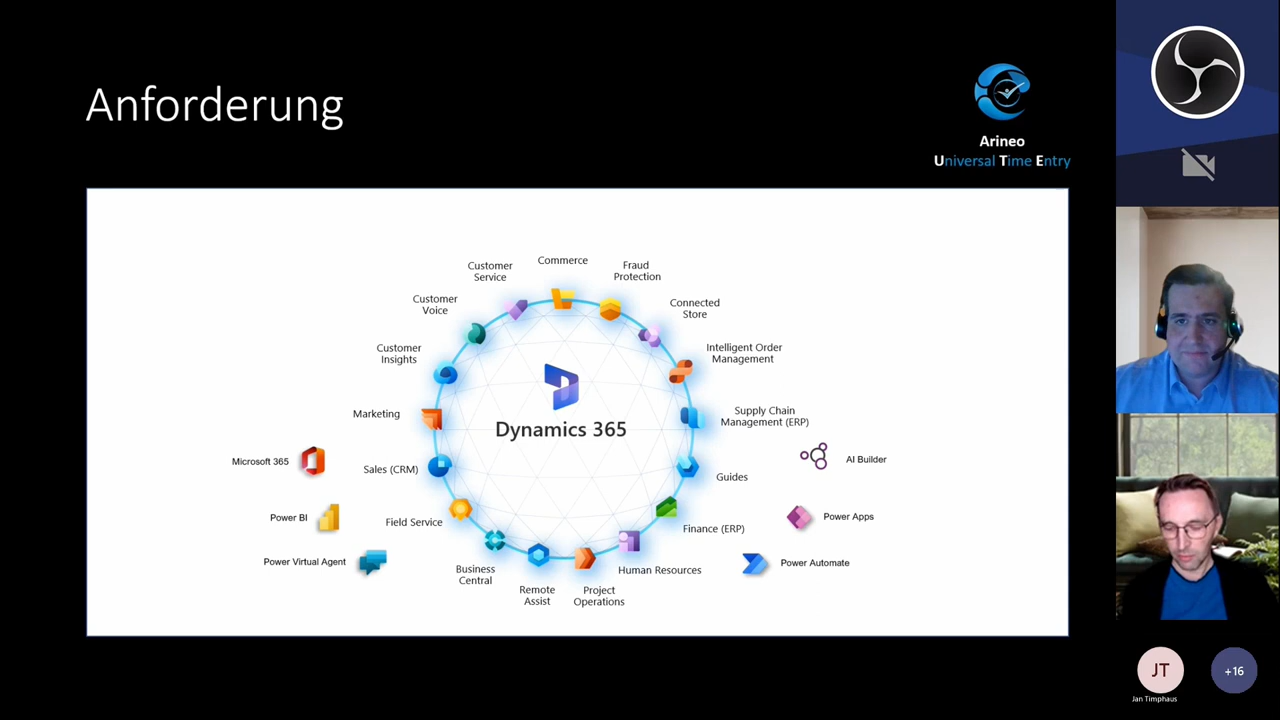 Anforderung
Arineo
Universal Time Entry
Commerce
Customer
Service
Fraud
Protection
Customer
Voice
Connected
Store
Customer
Insights
Intelligent Order
Management
Marketing
Dynamics 365
Supply Chain
Management (ERP)
Microsoft 365
Sales (CRM)
Guides
AI Builder
Power BI
Field Service
Finance (ERP)
Power Apps
Power Virtual Agent
Business
Central
Remote
Assist
Project
Operations
Human Resources
Power Automate
JT
Jan Timphaus
+16